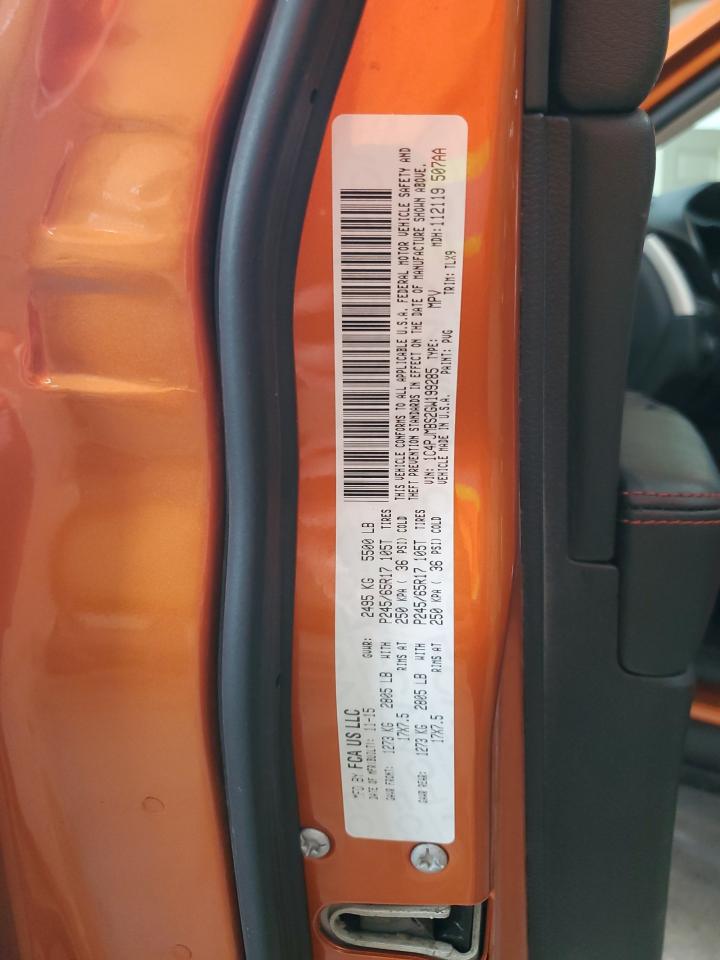 MFD BY FCA US LLC
DATE OF MFR(BUILT): 11-15 GVWR: 2495 KG 5500 LB
GAWR FRONT: 1273 KG 2805 LB WITH P245/65R17 105T TIRES
17X7.5 RIMS AT 250 KPA ( 36 PSI) COLD
GAWR REAR: 1273 KG 2805 LB WITH P245/65R17 105T TIRES
17X7.5 RIMS AT 250 KPA ( 36 PSI) COLD
THIS VEHICLE CONFORMS TO ALL APPLICABLE U.S.A. FEDERAL MOTOR VEHICLE SAFETY AND
THEFT PREVENTION STANDARDS IN EFFECT ON THE DATE OF MANUFACTURE SHOWN ABOVE.
VIN: 1C4PJMBS2GW199285 TYPE: MPV MDH: 112119 507AA
VEHICLE MADE IN U.S.A. PAINT: PVG TRIM: TLX9